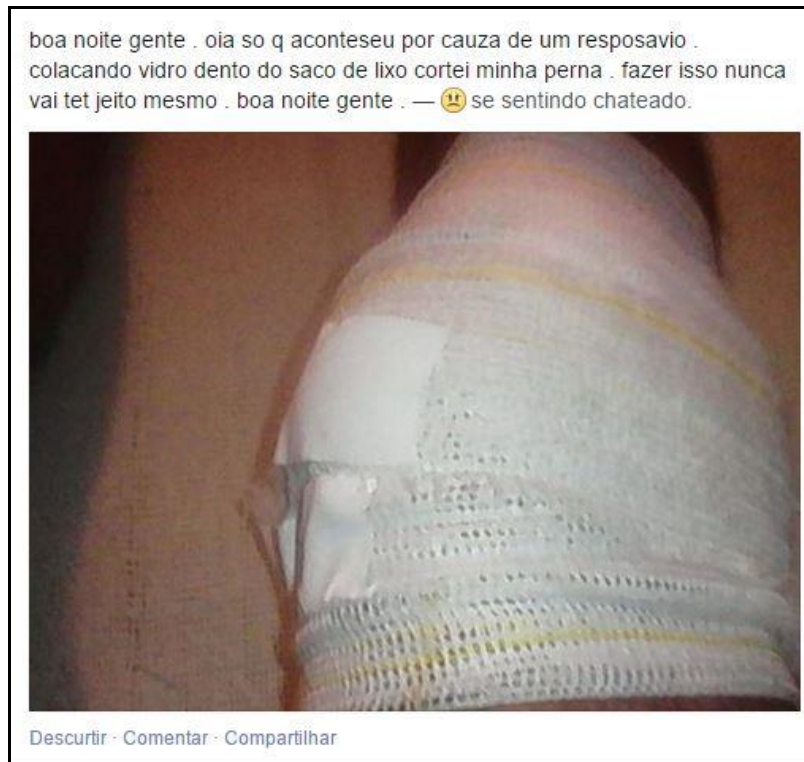 boa noite gente . oia so q aconteseu por cauza de um resposavio .
colacando vidro dento do saco de lixo cortei minha perna . fazer isso nunca
vai tet jeito mesmo . boa noite gente . — se sentindo chateado.
Descurtir · Comentar · Compartilhar